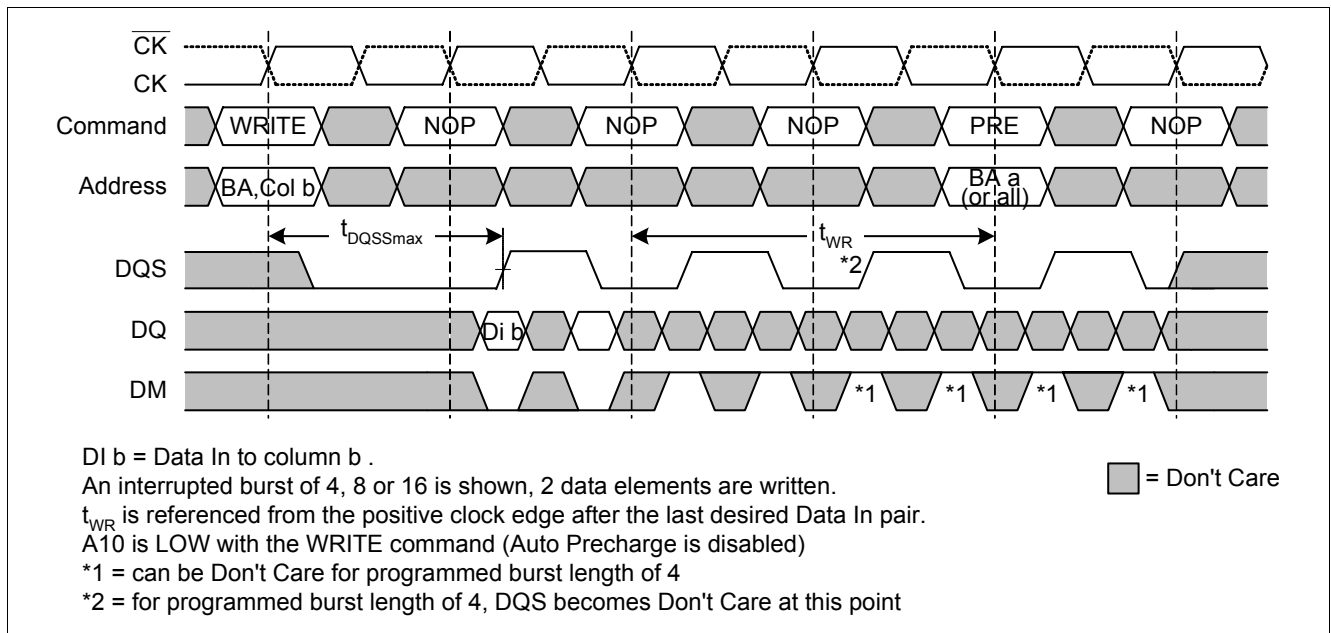 CK
CK
Command WRITE NOP NOP NOP PRE NOP
Address BA,Col b BA a
(or all)
tDQSSmax tWR
DQS *2
DQ Di b
DM *1 *1 *1 *1
DI b = Data In to column b .
An interrupted burst of 4, 8 or 16 is shown, 2 data elements are written.
= Don't Care
tWR is referenced from the positive clock edge after the last desired Data In pair.
A10 is LOW with the WRITE command (Auto Precharge is disabled)
*1 = can be Don't Care for programmed burst length of 4
*2 = for programmed burst length of 4, DQS becomes Don't Care at this point